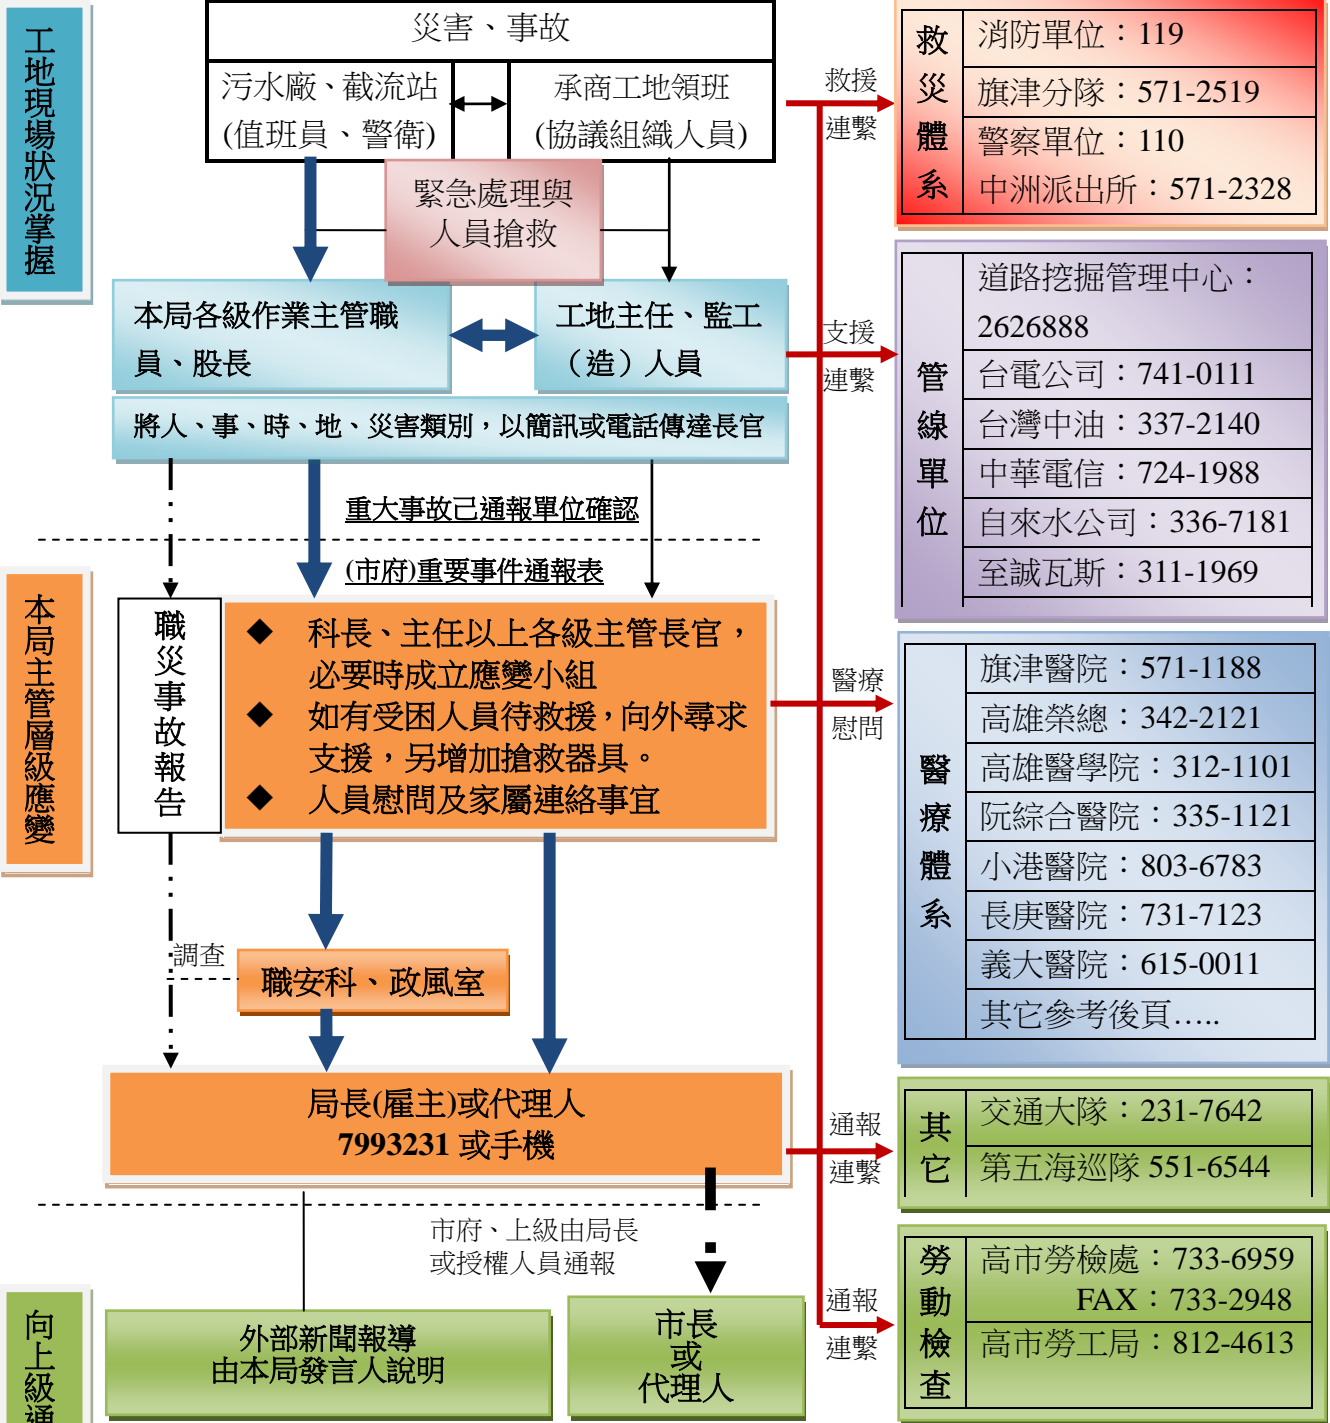 工地現場狀況掌握
災害、事故
污水廠、截流站
(值班員、警衛)
承商工地領班
(協議組織人員)
緊急處理與
人員搶救
本局各級作業主管職
員、股長
工地主任、監工
（造）人員
將人、事、時、地、災害類別，以簡訊或電話傳達長官
重大事故己通報單位確認
(市府)重要事件通報表
本局主管層級應變
職災事故報告
◆ 科長、主任以上各級主管長官，
必要時成立應變小組
◆ 如有受困人員待救援，向外尋求
支援，另增加搶救器具。
◆ 人員慰問及家屬連絡事宜
調查
職安科、政風室
局長(雇主)或代理人
7993231 或手機
市府、上級由局長
或授權人員通報
向上級通
外部新聞報導
由本局發言人說明
市長
或
代理人
救援
連繫
救災體系
消防單位：119
旗津分隊：571-2519
警察單位：110
中洲派出所：571-2328
支援
連繫
管線單位
道路挖掘管理中心：
2626888
台電公司：741-0111
台灣中油：337-2140
中華電信：724-1988
自來水公司：336-7181
至誠瓦斯：311-1969
醫療
慰問
醫療體系
旗津醫院：571-1188
高雄榮總：342-2121
高雄醫學院：312-1101
阮綜合醫院：335-1121
小港醫院：803-6783
長庚醫院：731-7123
義大醫院：615-0011
其它參考後頁…..
通報
連繫
其它
交通大隊：231-7642
第五海巡隊 551-6544
通報
連繫
勞動檢查
高市勞檢處：733-6959
FAX：733-2948
高市勞工局：812-4613